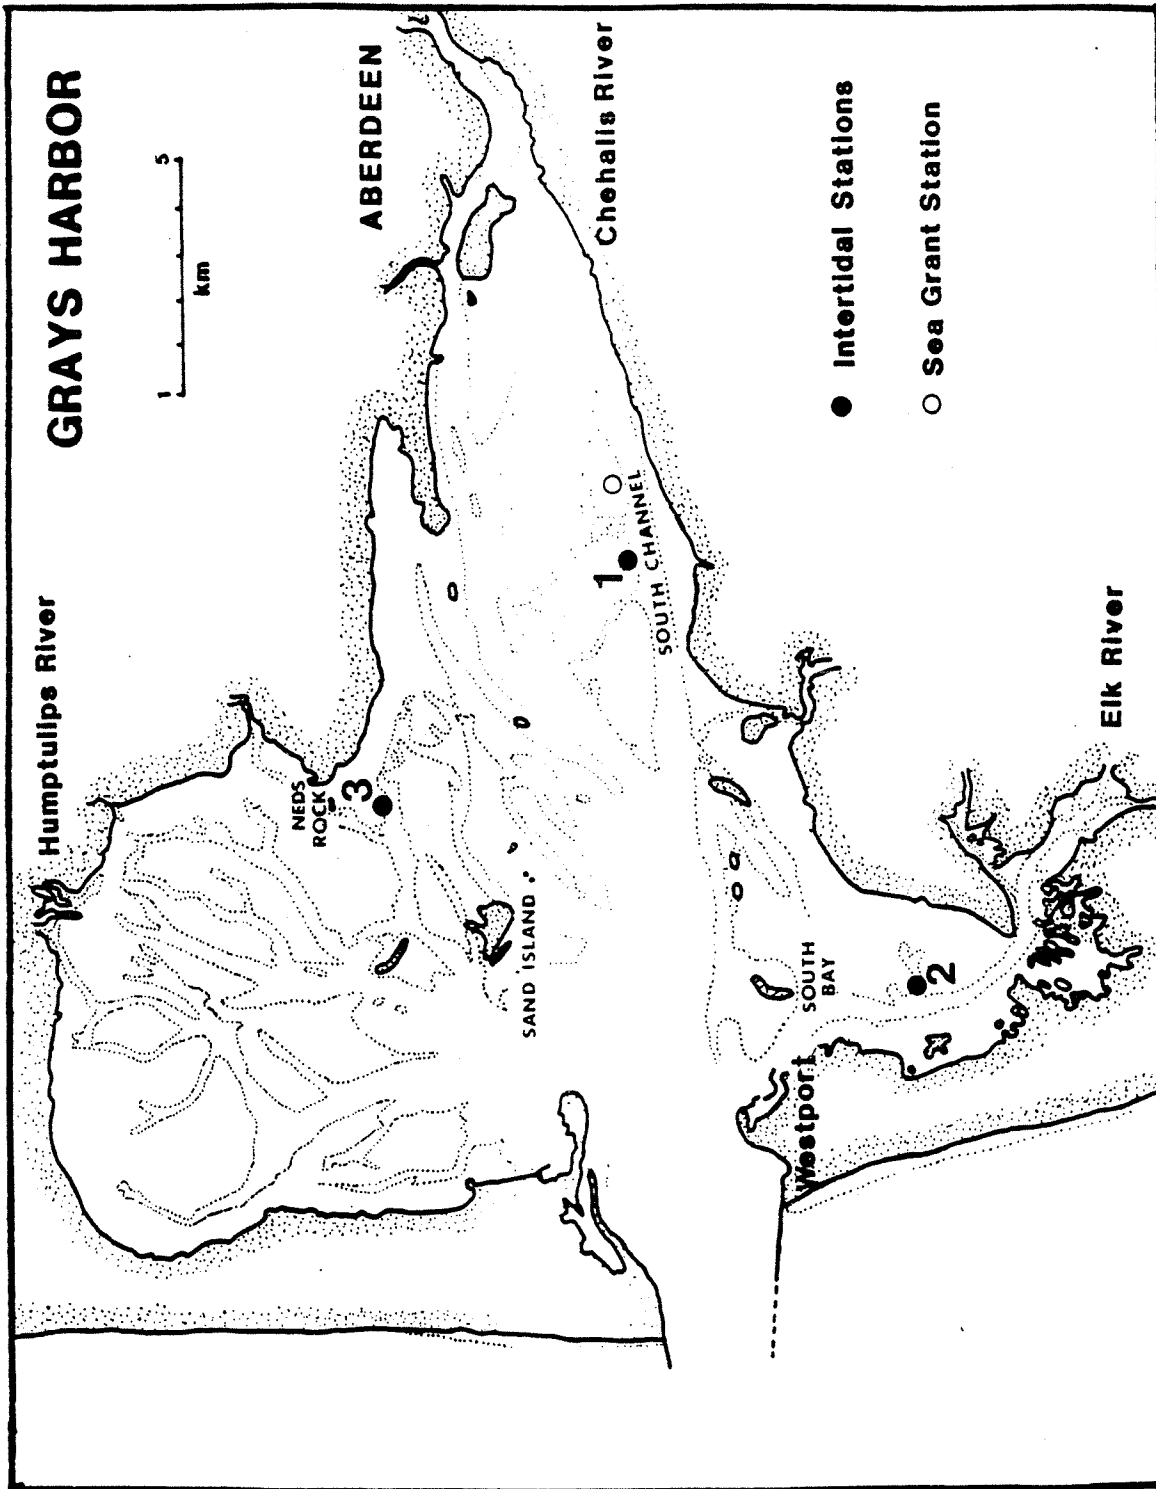 GRAYS HARBOR
1 5
km
Humptulips River
ABERDEEN
Chehalis River
NEDS
ROCK
3
1
SOUTH CHANNEL
SAND ISLAND
SOUTH
BAY
2
Westport
Elk River
Intertidal Stations
Sea Grant Station